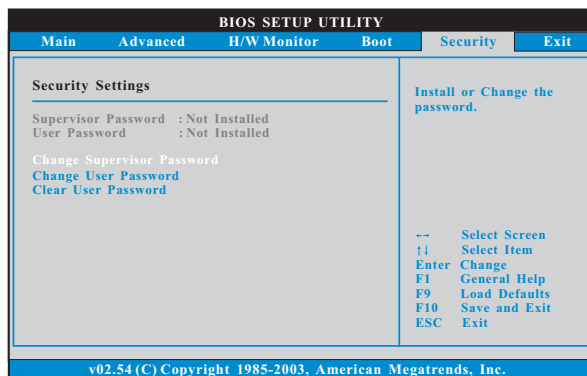 BIOS SETUP UTILITY
Main Advanced H/W Monitor Boot Security Exit
Security Settings
Supervisor Password : Not Installed
User Password : Not Installed
Change Supervisor Password
Change User Password
Clear User Password
Install or Change the
password.
←→ Select Screen
↑↓ Select Item
Enter Change
F1 General Help
F9 Load Defaults
F10 Save and Exit
ESC Exit
v02.54 (C) Copyright 1985-2003, American Megatrends, Inc.